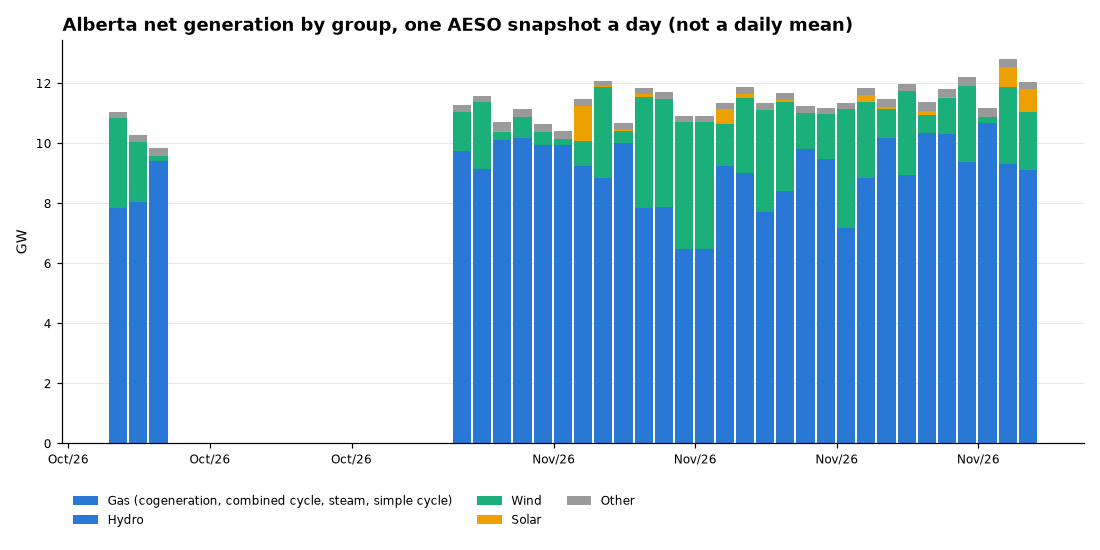 Alberta net generation by group, one AESO snapshot a day (not a daily mean)
GW
12
10
8
6
4
2
0
Oct/26 Oct/26 Oct/26 Nov/26 Nov/26 Nov/26 Nov/26
Gas (cogeneration, combined cycle, steam, simple cycle) Wind Other
Hydro Solar